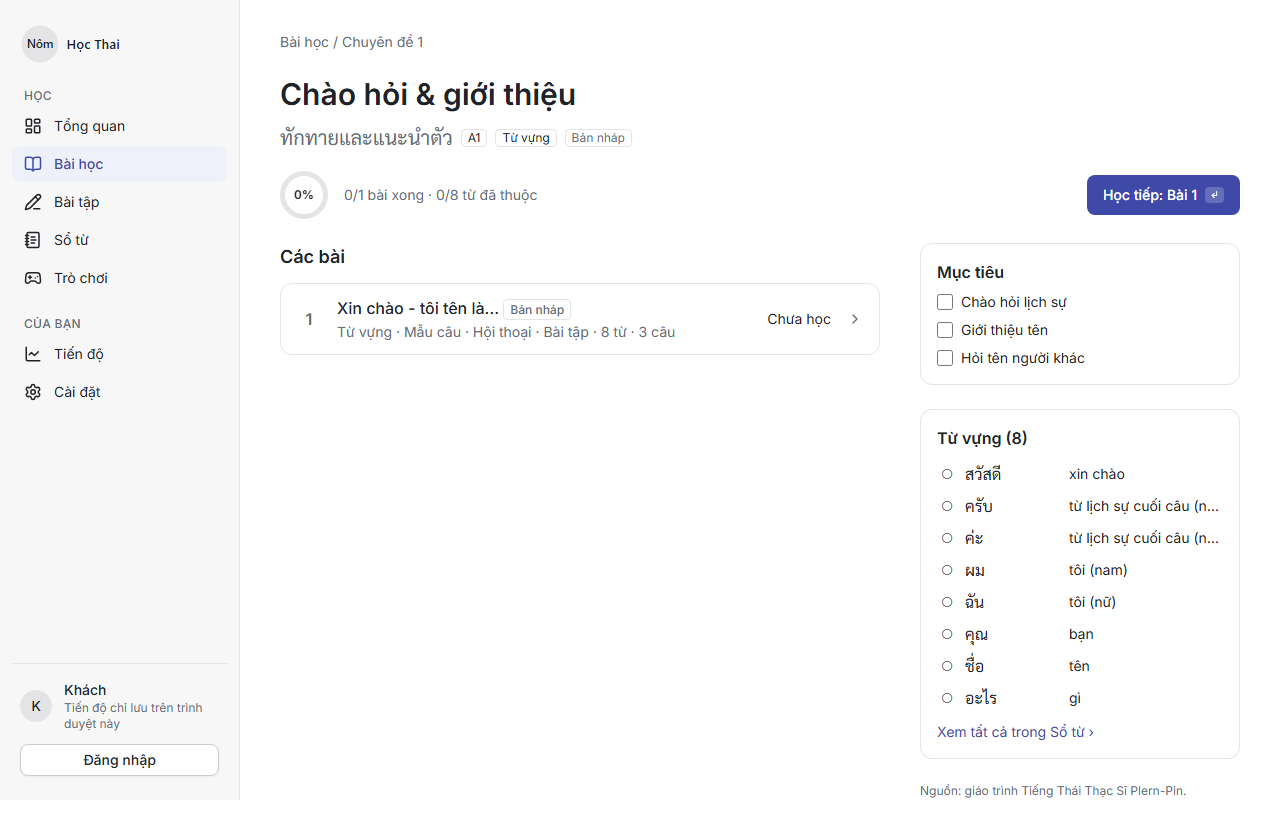 Nôm Học Thai
HỌC
Tổng quan
Bài học
Bài tập
Sổ từ
Trò chơi
CỦA BẠN
Tiến độ
Cài đặt
K
Khách
Tiến độ chỉ lưu trên trình
duyệt này
Đăng nhập
Bài học / Chuyên đề 1
Chào hỏi & giới thiệu
ทักทายและแนะนำตัว A1 Từ vựng Bản nháp
0% 0/1 bài xong · 0/8 từ đã thuộc
Học tiếp: Bài 1 ↵
Các bài
1 Xin chào - tôi tên là... Bản nháp
Từ vựng · Mẫu câu · Hội thoại · Bài tập · 8 từ · 3 câu
Chưa học
Mục tiêu
Chào hỏi lịch sự
Giới thiệu tên
Hỏi tên người khác
Từ vựng (8)
สวัสดี xin chào
ครับ từ lịch sự cuối câu (n...
ค่ะ từ lịch sự cuối câu (n...
ผม tôi (nam)
ฉัน tôi (nữ)
คุณ bạn
ชื่อ tên
อะไร gì
Xem tất cả trong Sổ từ ›
Nguồn: giáo trình Tiếng Thái Thạc Sĩ Plern-Pin.